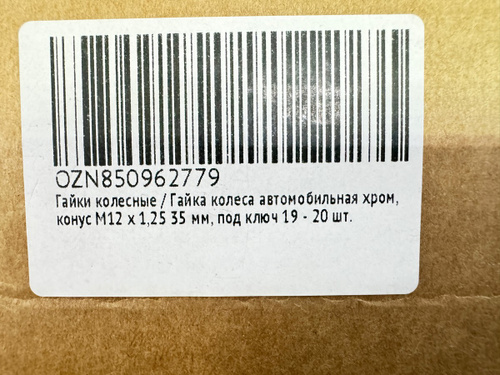 OZN850962779
Гайки колесные / Гайка колеса автомобильная хром,
конус М12 х 1,25 35 мм, под ключ 19 - 20 шт.